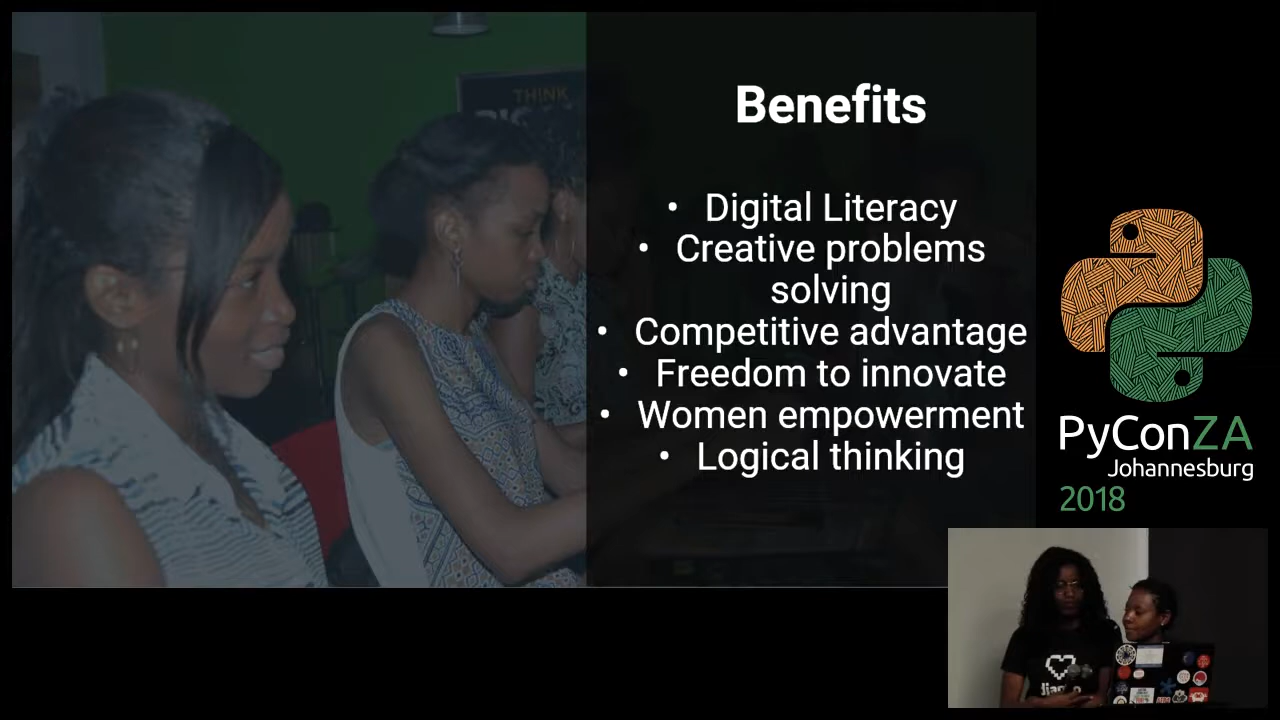 THINK
Benefits
• Digital Literacy
• Creative problems
solving
• Competitive advantage
• Freedom to innovate
• Women empowerment
• Logical thinking
PyConZA
Johannesburg
2018